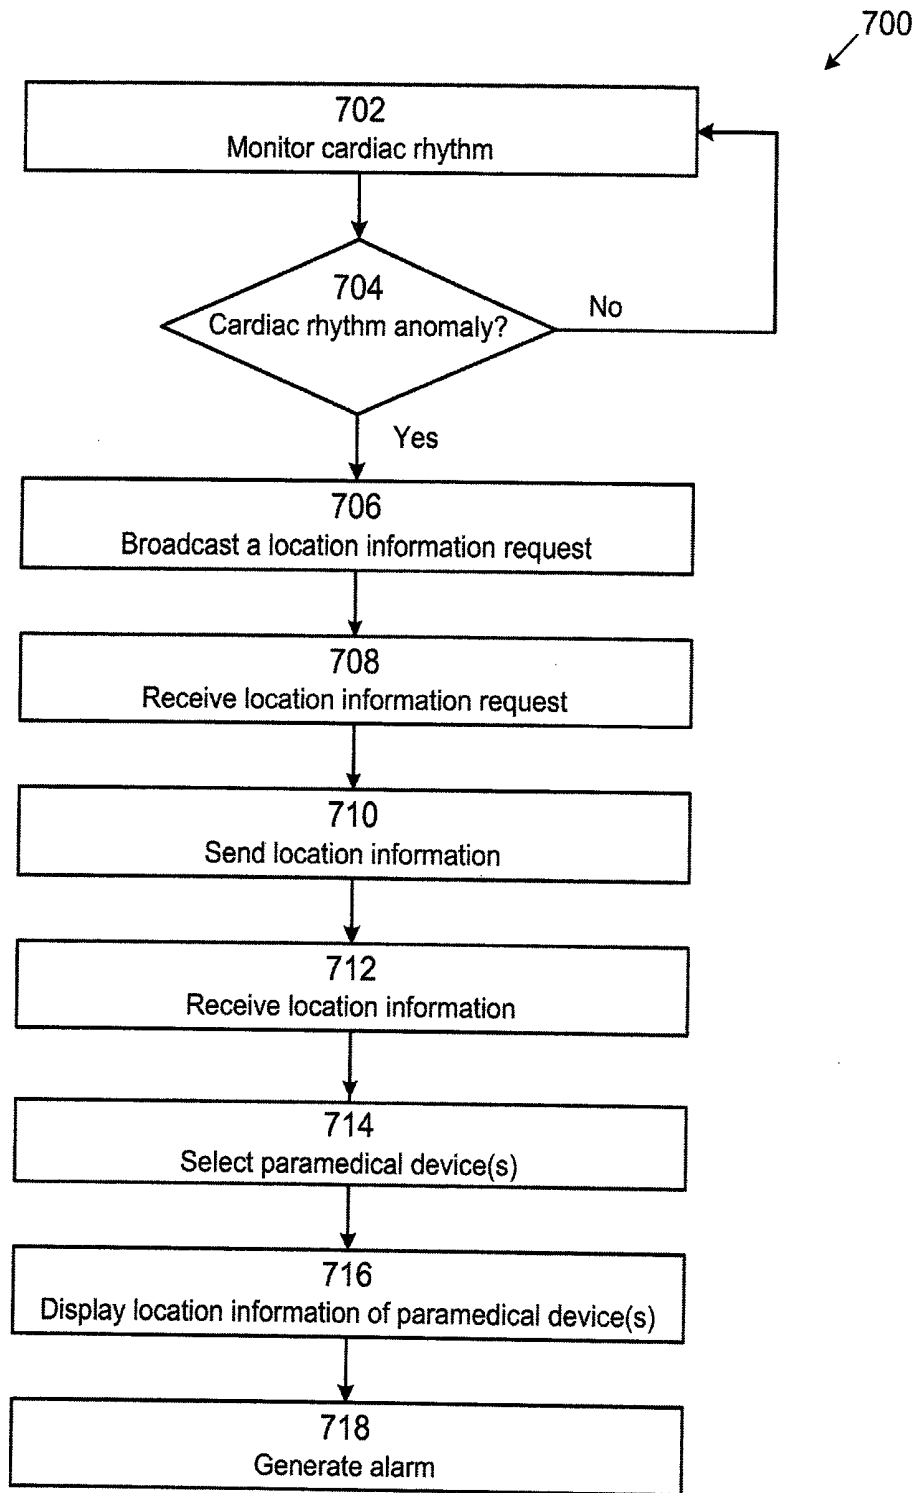 700
702
Monitor cardiac rhythm
704
Cardiac rhythm anomaly?
No
Yes
706
Broadcast a location information request
708
Receive location information request
710
Send location information
712
Receive location information
714
Select paramedical device(s)
716
Display location information of paramedical device(s)
718
Generate alarm